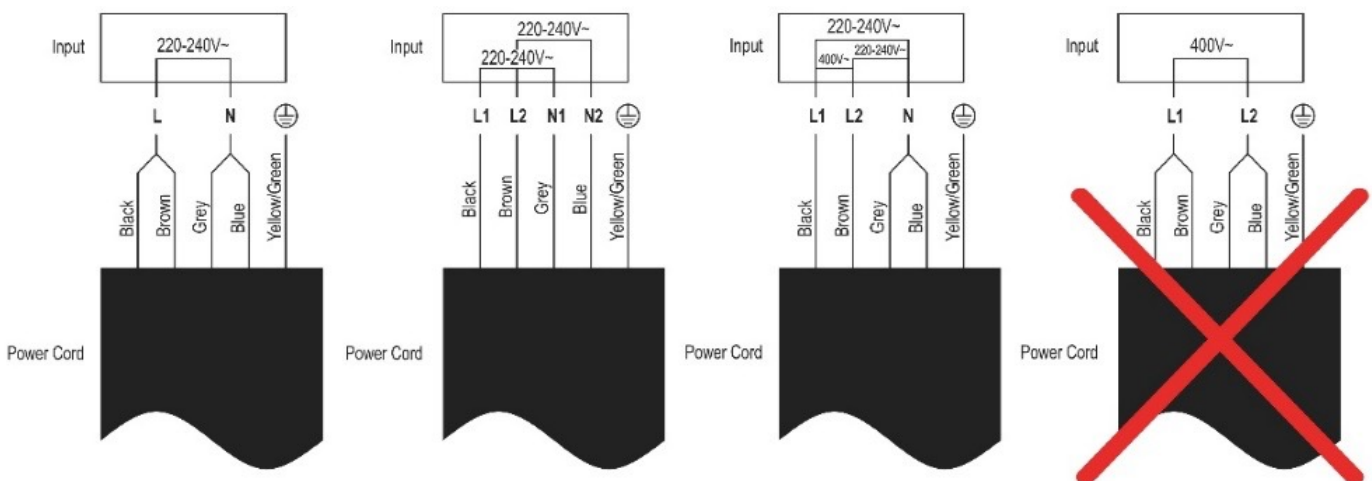 Input
220-240V~
L N
Black
Brown
Grey
Blue
Yellow/Green
Power Cord
Input
220-240V~
220-240V~
L1 L2 N1 N2
Black
Brown
Grey
Blue
Yellow/Green
Power Cord
Input
220-240V~
400V~ 220-240V~
L1 L2 N
Black
Brown
Grey
Blue
Yellow/Green
Power Cord
Input
400V~
L1 L2
Black
Brown
Grey
Blue
Yellow/Green
Power Cord